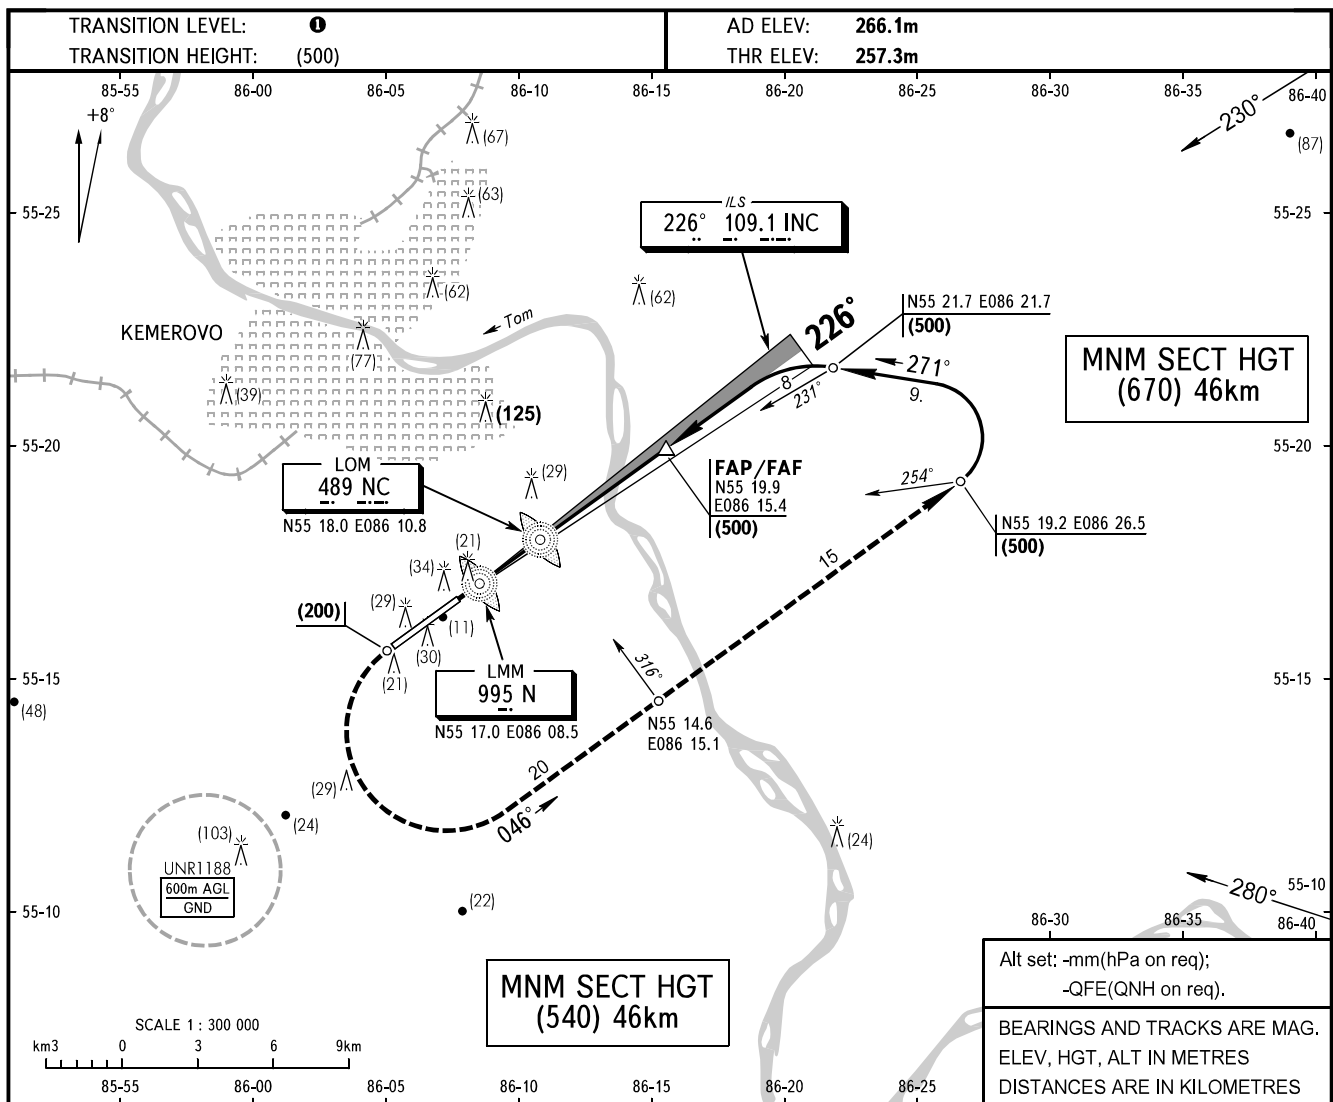 TRANSITION LEVEL: ❶
TRANSITION HEIGHT: (500)
AD ELEV: 266.1m
THR ELEV: 257.3m
85-55 86-00 86-05 86-10 86-15 86-20 86-25 86-30 86-35 86-40
+8°
(67)
230°
(87)
(63)
55-25
55-25
ILS
226° 109.1 INC
(62)
(62)
N55 21.7 E086 21.7
(500)
226°
Tom
KEMEROVO
(77)
MNM SECT HGT
(670) 46km
271°
9.
8
231°
(39)
(125)
55-20
55-20
LOM
489 NC
N55 18.0 E086 10.8
(29)
FAP/FAF
N55 19.9
E086 15.4
(500)
254°
N55 19.2 E086 26.5
(500)
(21)
(34)
15
(29)
(200)
(11)
(30)
(21)
316°
LMM
995 N
N55 17.0 E086 08.5
55-15
55-15
(48)
N55 14.6
E086 15.1
20
046°
(29)
(24)
(103)
UNR1188
600m AGL
GND
(24)
280°
55-10
55-10
(22)
86-30 86-35 86-40
MNM SECT HGT
(540) 46km
Alt set: -mm(hPa on req);
-QFE(QNH on req).
BEARINGS AND TRACKS ARE MAG.
ELEV, HGT, ALT IN METRES
DISTANCES ARE IN KILOMETRES
SCALE 1 : 300 000
km3 0 3 6 9km
85-55 86-00 86-05 86-10 86-15 86-20 86-25 86-30 86-35 86-40